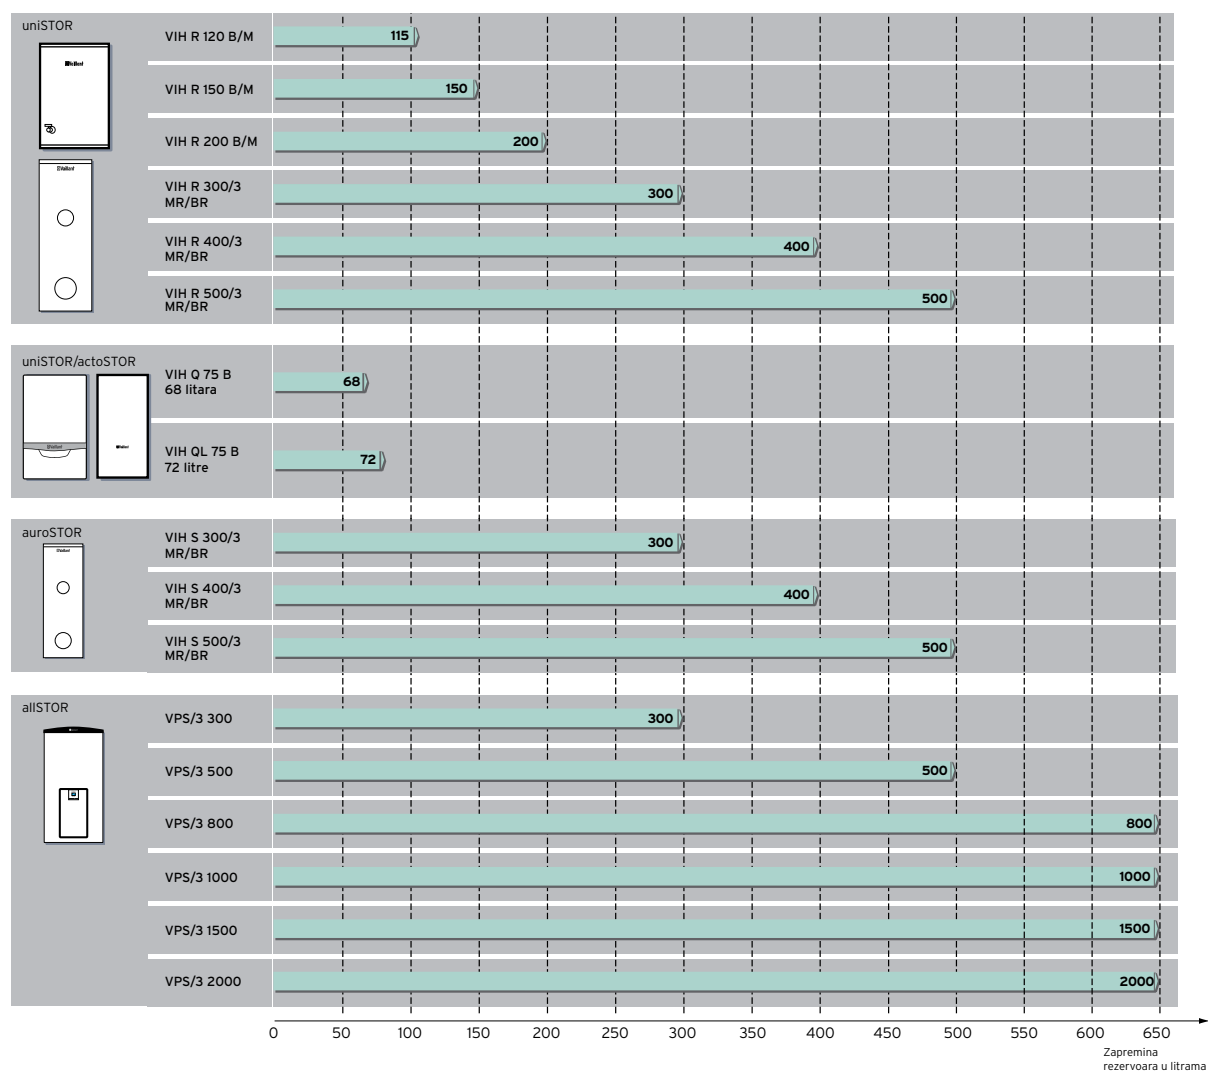 uniSTOR
Vaillant
Vaillant
VIH R 120 B/M
115
VIH R 150 B/M
150
VIH R 200 B/M
200
VIH R 300/3
MR/BR
300
VIH R 400/3
MR/BR
400
VIH R 500/3
MR/BR
500
uniSTOR/actoSTOR
Vaillant
Vaillant
VIH Q 75 B
68 litara
68
VIH QL 75 B
72 litre
72
auroSTOR
Vaillant
VIH S 300/3
MR/BR
300
VIH S 400/3
MR/BR
400
VIH S 500/3
MR/BR
500
allSTOR
VPS/3 300
300
VPS/3 500
500
VPS/3 800
800
VPS/3 1000
1000
VPS/3 1500
1500
VPS/3 2000
2000
0 50 100 150 200 250 300 350 400 450 500 550 600 650
Zapremina
rezervoara u litrama